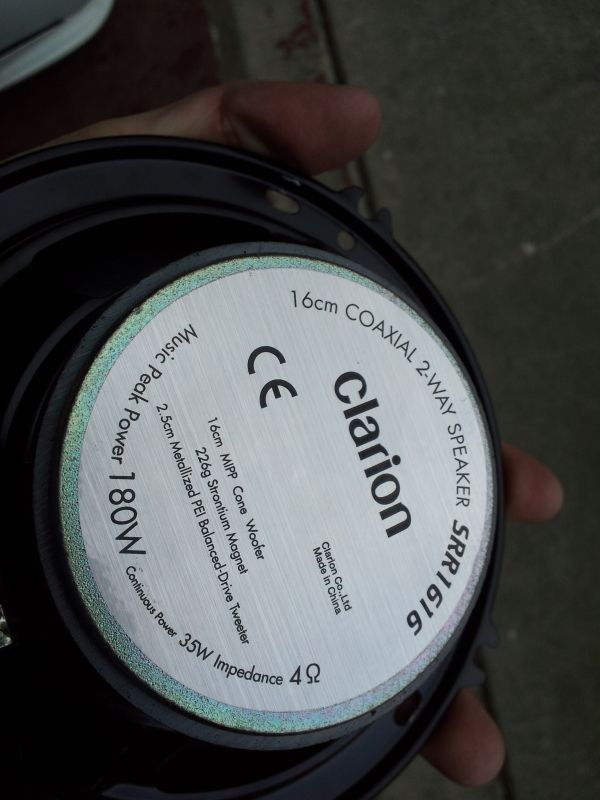 16cm COAXIAL 2-WAY SPEAKER SRR1616
Clarion
Clarion Co.,Ltd
Made in China
CE
16cm MIPP Cone Woofer
226g Strontium Magnet
2.5cm Metallized PEI Balanced-Drive Tweeter
Music Peak Power 180W Continuous Power 35W Impedance 4Ω